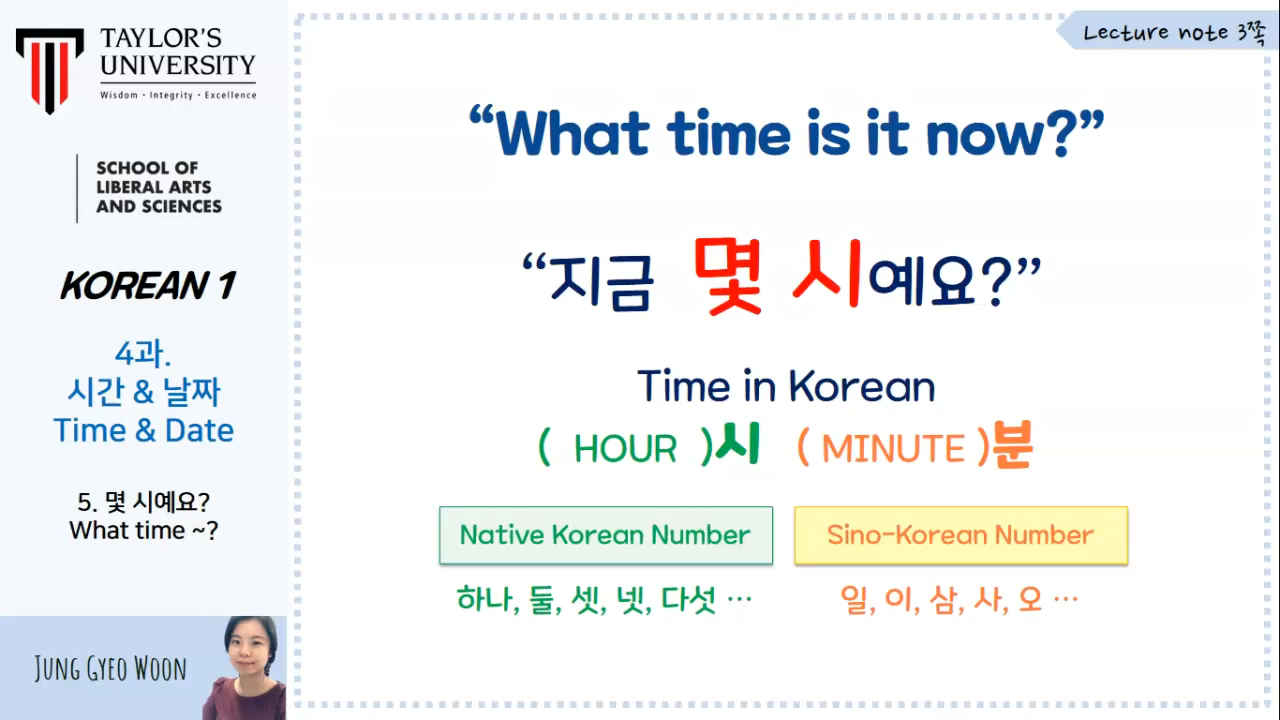 TAYLOR'S
UNIVERSITY
Wisdom · Integrity · Excellence
SCHOOL OF
LIBERAL ARTS
AND SCIENCES
KOREAN 1
4과.
시간 & 날짜
Time & Date
5. 몇 시예요?
What time ~?
JUNG GYEO WOON
Lecture note 3쪽
“What time is it now?”
“지금 몇 시예요?”
Time in Korean
( HOUR )시 ( MINUTE )분
Native Korean Number Sino-Korean Number
하나, 둘, 셋, 넷, 다섯 … 일, 이, 삼, 사, 오 …